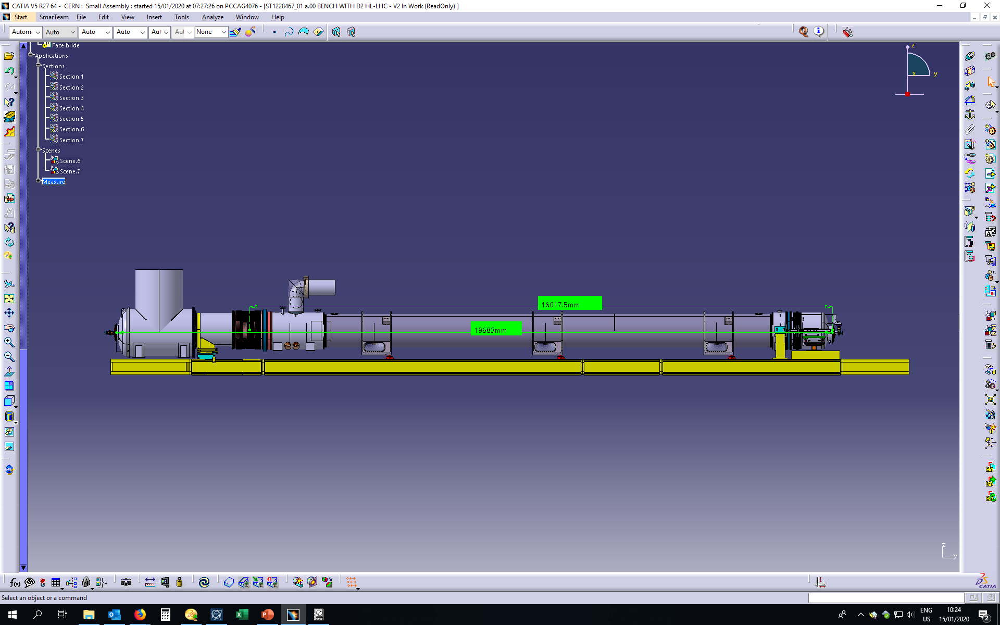 CATIA V5 R27 64 - CERN : Small Assembly : started 15/01/2020 at 07:27:26 on PCCAG4076 - [ST1228467_01 a.00 BENCH WITH D2 HL-LHC - V2 In Work (ReadOnly) ]
Start SmarTeam File Edit View Insert Tools Analyze Window Help
Auto Auto Auto None
Face bride
Applications
Sections
Section.1
Section.2
Section.3
Section.4
Section.5
Section.6
Section.7
Scenes
Scene.6
Scene.7
Measure
z
x y
16017.5mm
19683mm
z
y
f(x)
CATIA
Select an object or a command
ENG
US
10:24
15/01/2020
2